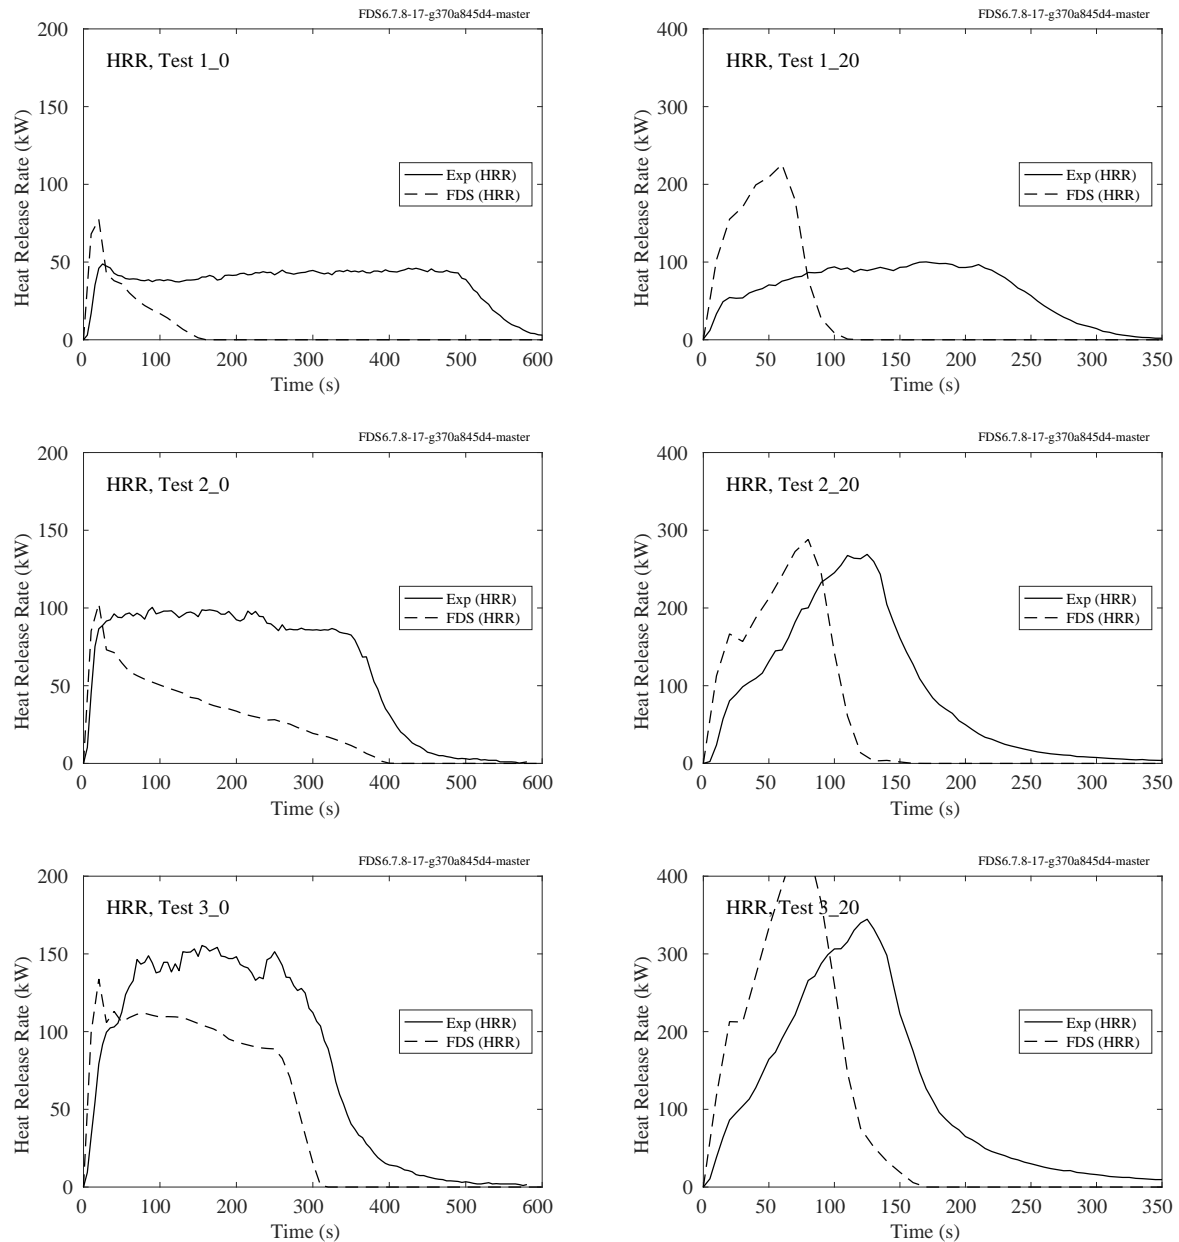 FDS6.7.8-17-g370a845d4-master
HRR, Test 1_0
Heat Release Rate (kW)
200
150
100
50
0
Exp (HRR)
FDS (HRR)
0 100 200 300 400 500 600
Time (s)
FDS6.7.8-17-g370a845d4-master
HRR, Test 1_20
Heat Release Rate (kW)
400
300
200
100
0
Exp (HRR)
FDS (HRR)
0 50 100 150 200 250 300 350
Time (s)
FDS6.7.8-17-g370a845d4-master
HRR, Test 2_0
Heat Release Rate (kW)
200
150
100
50
0
Exp (HRR)
FDS (HRR)
0 100 200 300 400 500 600
Time (s)
FDS6.7.8-17-g370a845d4-master
HRR, Test 2_20
Heat Release Rate (kW)
400
300
200
100
0
Exp (HRR)
FDS (HRR)
0 50 100 150 200 250 300 350
Time (s)
FDS6.7.8-17-g370a845d4-master
HRR, Test 3_0
Heat Release Rate (kW)
200
150
100
50
0
Exp (HRR)
FDS (HRR)
0 100 200 300 400 500 600
Time (s)
FDS6.7.8-17-g370a845d4-master
HRR, Test 3_20
Heat Release Rate (kW)
400
300
200
100
0
Exp (HRR)
FDS (HRR)
0 50 100 150 200 250 300 350
Time (s)